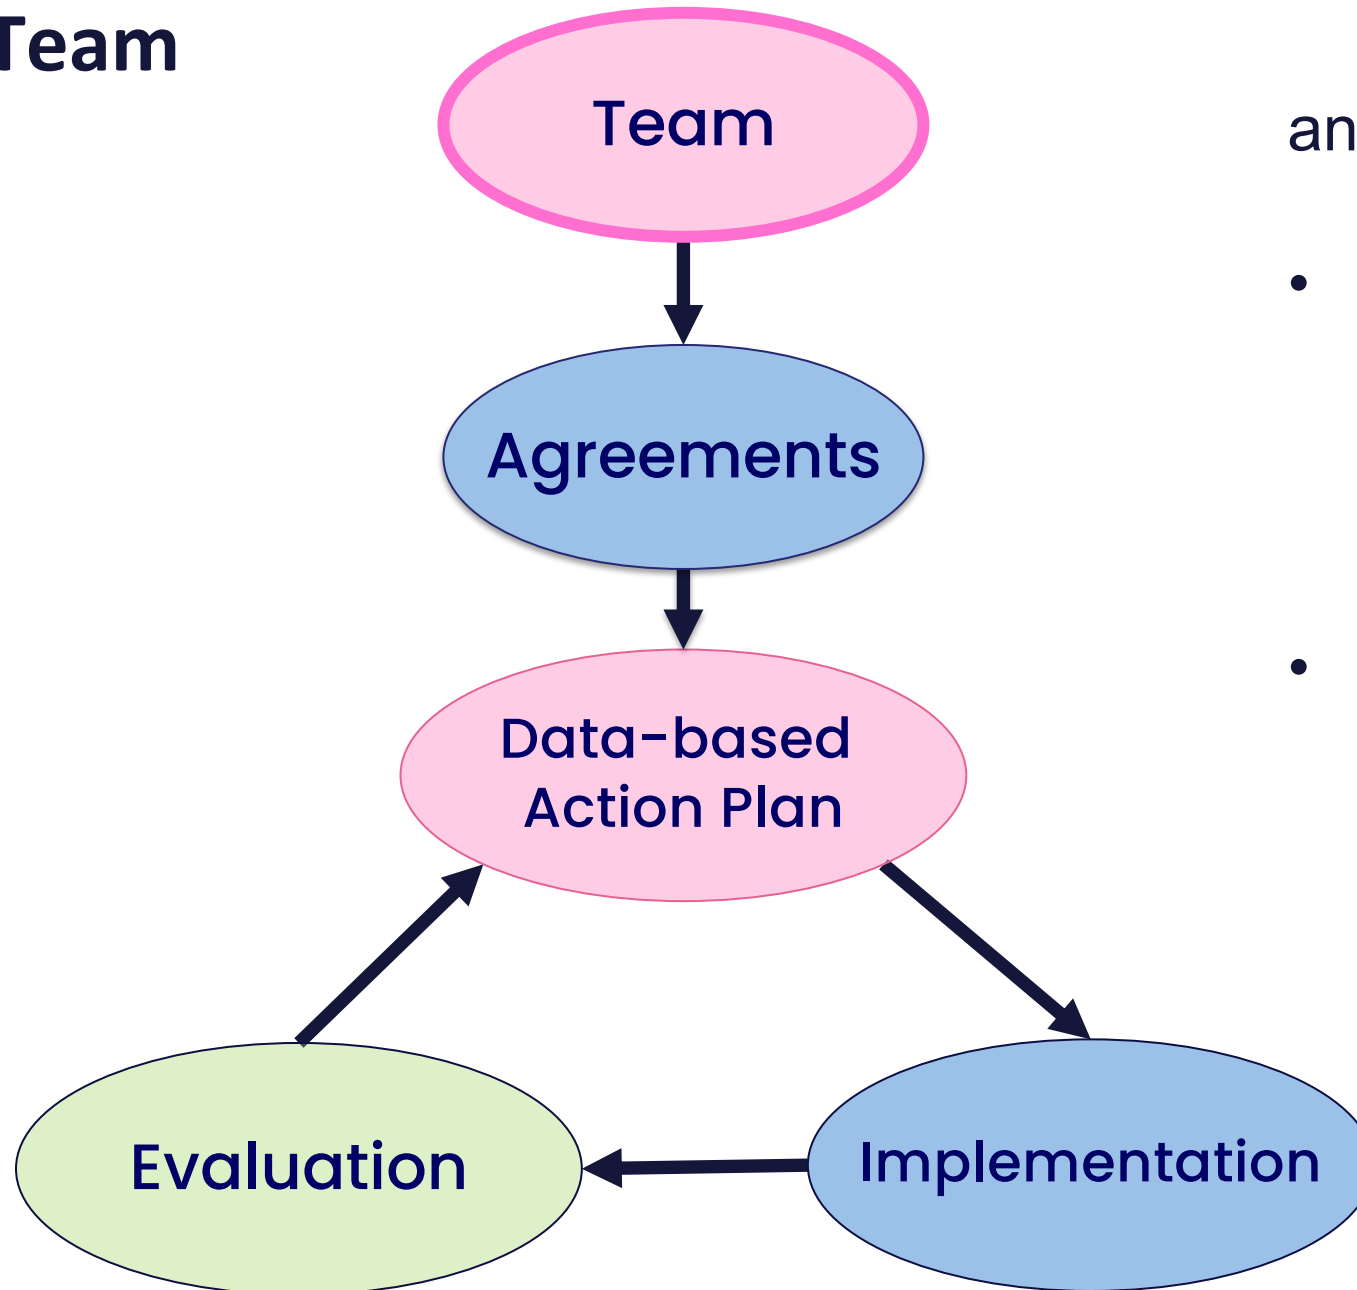 Team
Team
an
•
Agreements
•
Data-based
Action Plan
Evaluation
Implementation